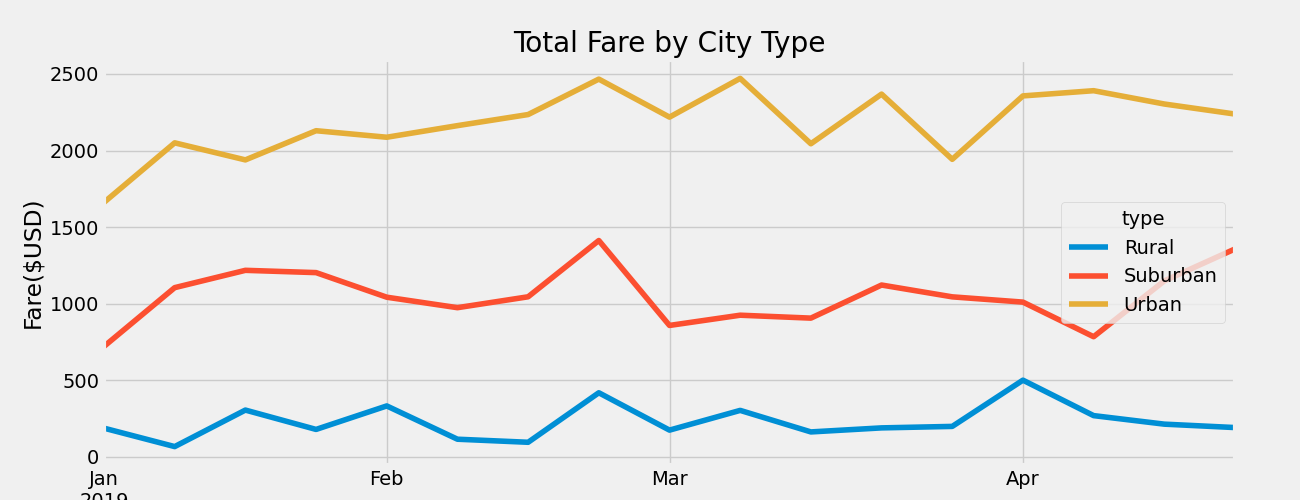 Total Fare by City Type
Fare($USD)
2500
2000
1500
1000
500
0
type
Rural
Suburban
Urban
Jan Feb Mar Apr
2019